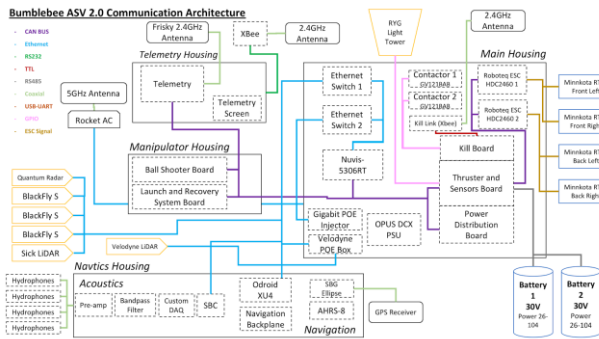 Bumblebee ASV 2.0 Communication Architecture
- CAN BUS
- Ethernet
- RS232
- TTL
- RS485
- Coaxial
- USB-UART
- GPIO
- ESC Signal
Frisky 2.4GHz
Antenna
XBee
2.4GHz
Antenna
RYG
Light
Tower
2.4GHz
Antenna
5GHz Antenna
Rocket AC
Telemetry Housing
Telemetry
Telemetry
Screen
Manipulator Housing
Ball Shooter Board
Launch and Recovery
System Board
Main Housing
Ethernet
Switch 1
Ethernet
Switch 2
Nuvis-
5306RT
Contactor 1
GV121BAB
Contactor 2
GV121BAB
Kill Link (Xbee)
Roboteq ESC
HDC2460 1
Roboteq ESC
HDC2460 2
Kill Board
Thruster and
Sensors Board
Power
Distribution
Board
Gigabit POE
Injector
Velodyne
POE Box
OPUS DCX
PSU
Minnkota RT
Front Left
Minnkota RT
Front Right
Minnkota RT
Back Left
Minnkota RT
Back Right
Quantum Radar
BlackFly S
BlackFly S
BlackFly S
Sick LiDAR
Velodyne LiDAR
Navtics Housing
Acoustics
Hydrophones
Hydrophones
Hydrophones
Hydrophones
Pre-amp
Bandpass
Filter
Custom
DAQ
SBC
Odroid
XU4
Navigation
Backplane
SBG
Ellipse
AHRS-8
Navigation
GPS Receiver
Battery
1
30V
Power 26-
104
Battery
2
30V
Power 26-
104